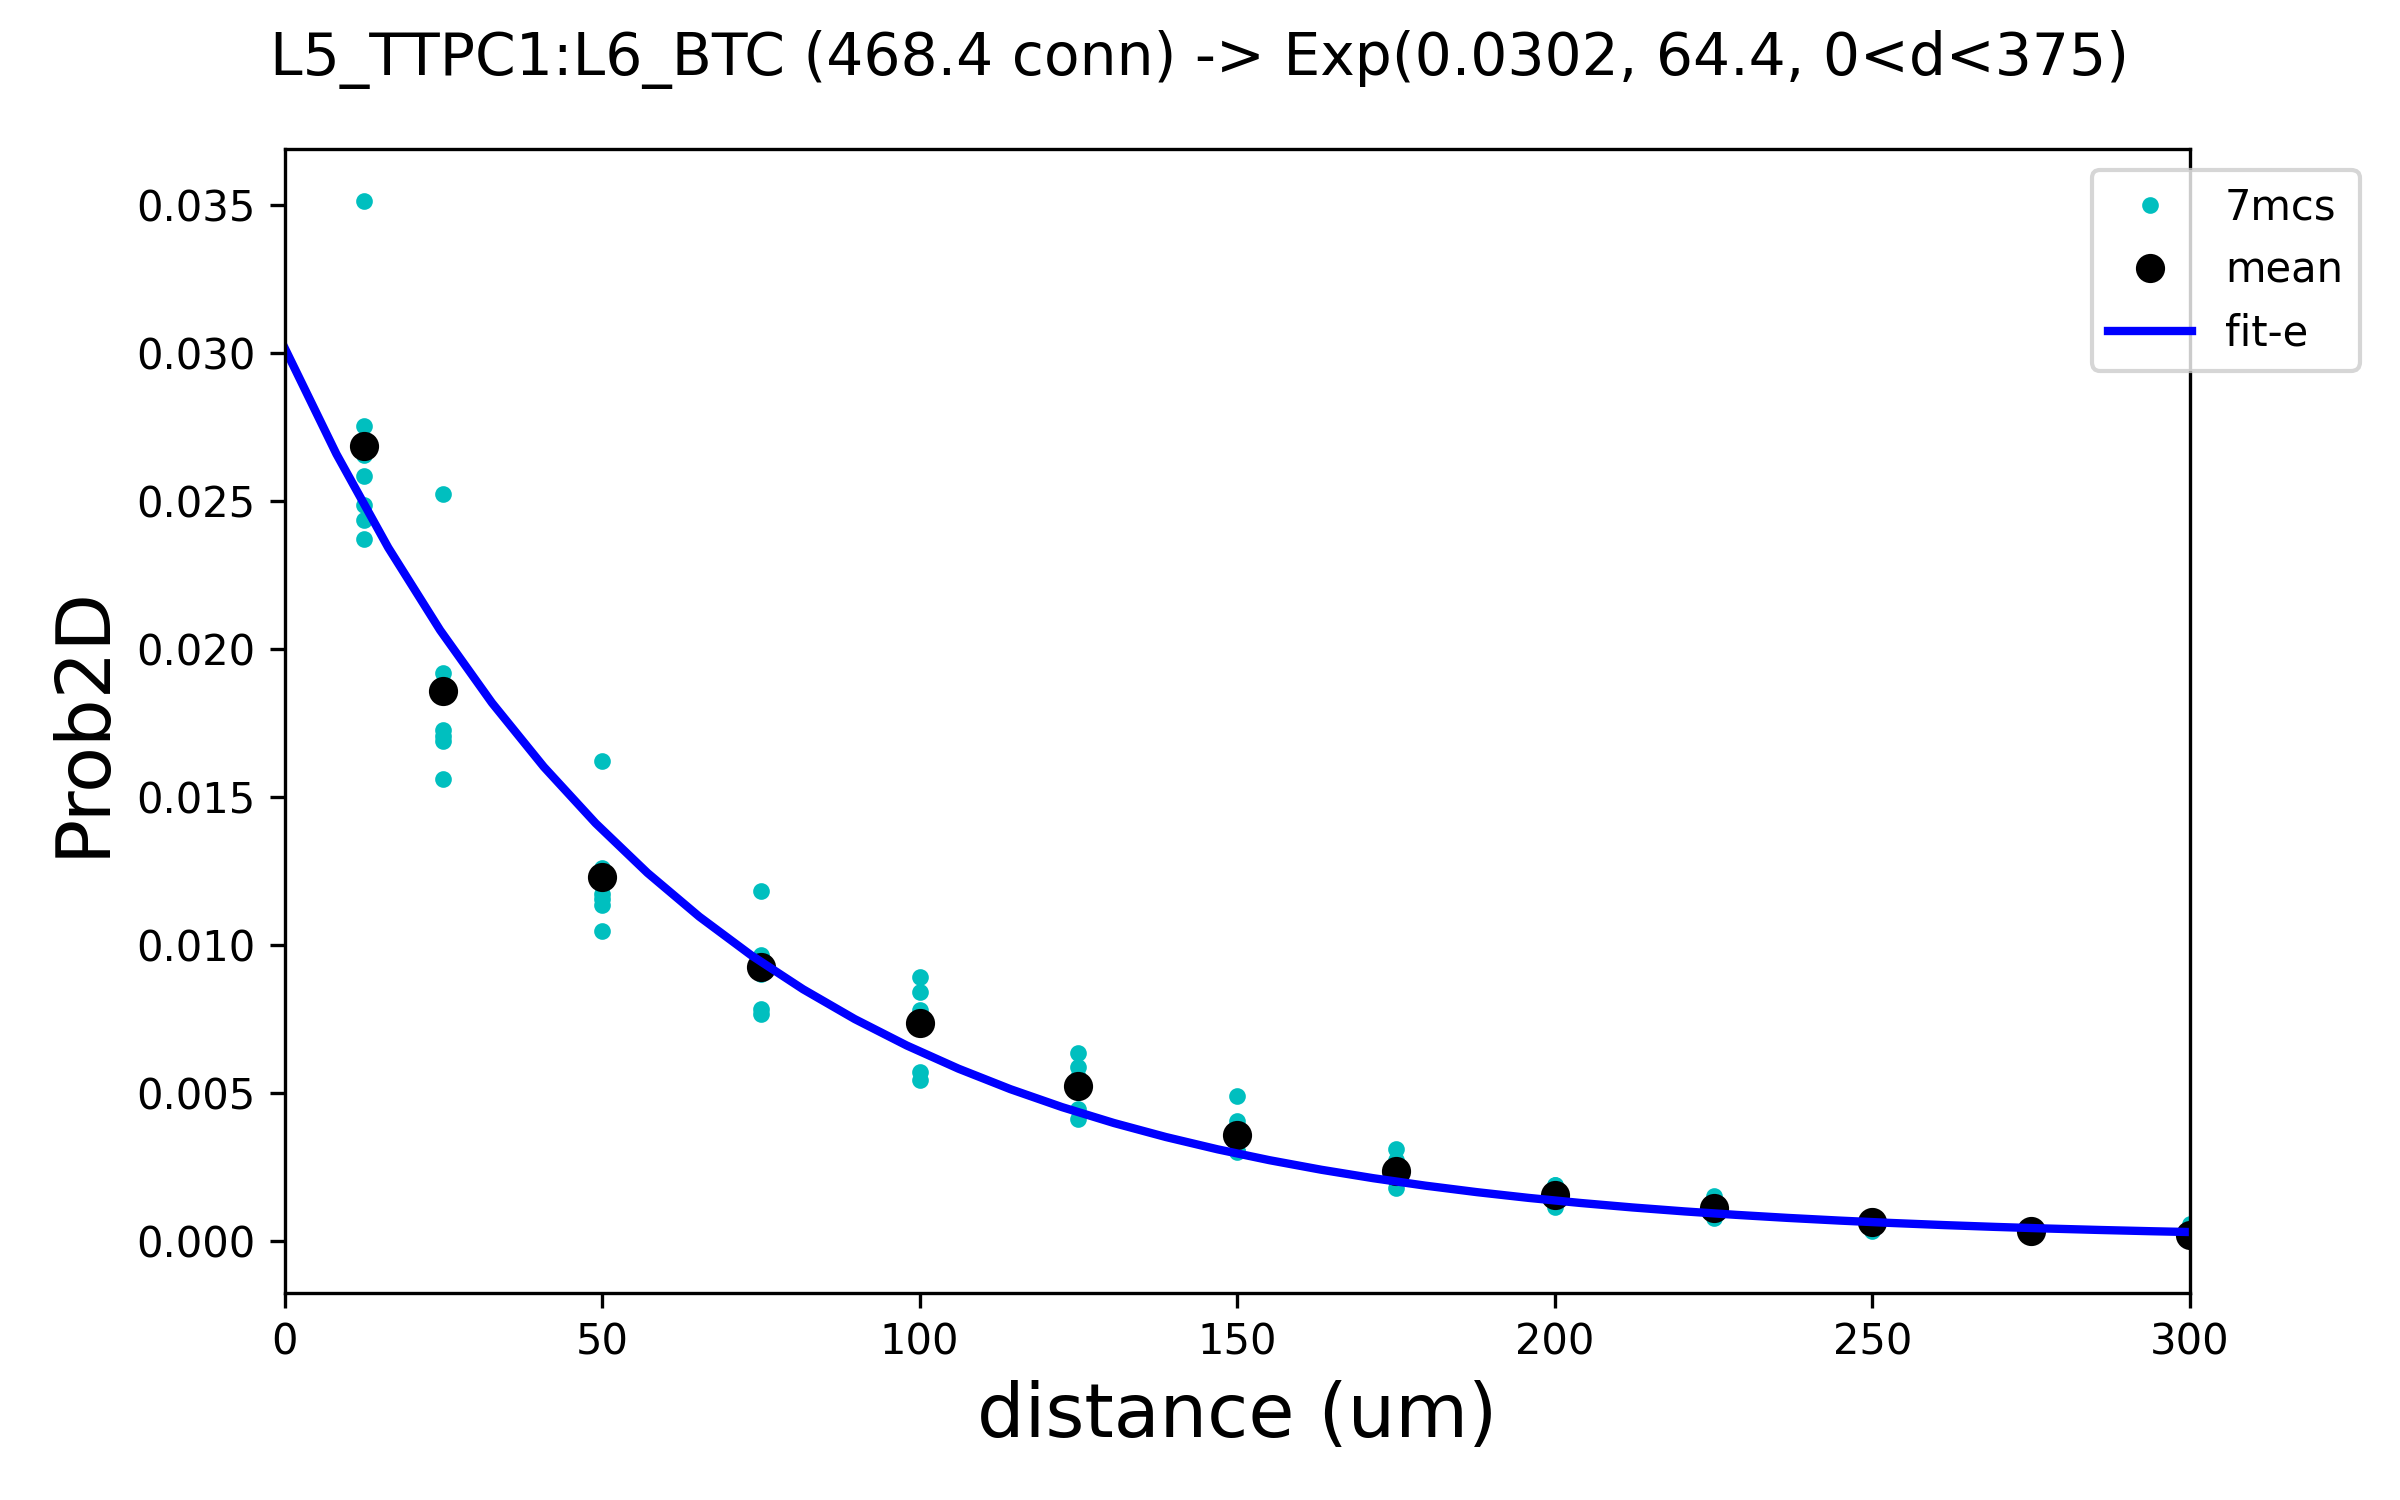 L5_TTPC1:L6_BTC (468.4 conn) -> Exp(0.0302, 64.4, 0<d<375)
7mcs
mean
fit-e
Prob2D
0.035
0.030
0.025
0.020
0.015
0.010
0.005
0.000
0 50 100 150 200 250 300
distance (um)